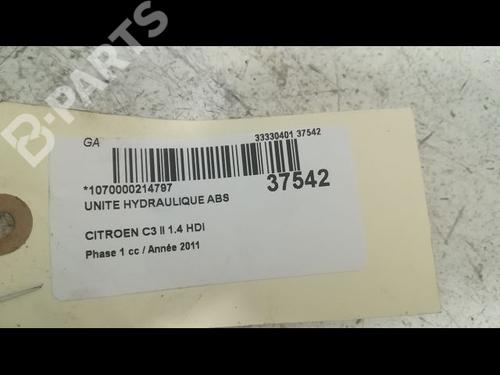 B-PARTS
GA
33330401 37542
*1070000214797
37542
UNITE HYDRAULIQUE ABS
CITROEN C3 II 1.4 HDI
Phase 1 cc / Année 2011